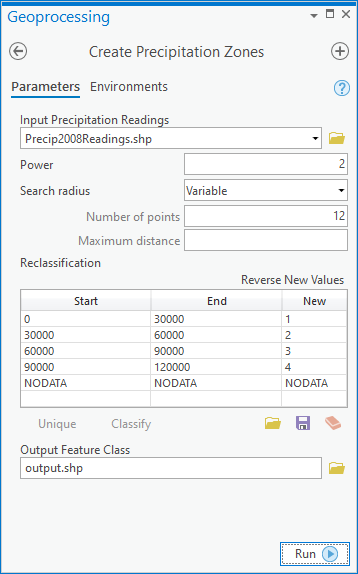 Geoprocessing
Create Precipitation Zones
Parameters Environments
?
Input Precipitation Readings
Precip2008Readings.shp
Power 2
Search radius Variable
Number of points 12
Maximum distance
Reclassification
Reverse New Values
Start End New
0 30000 1
30000 60000 2
60000 90000 3
90000 120000 4
NODATA NODATA NODATA
Unique Classify
Output Feature Class
output.shp
Run